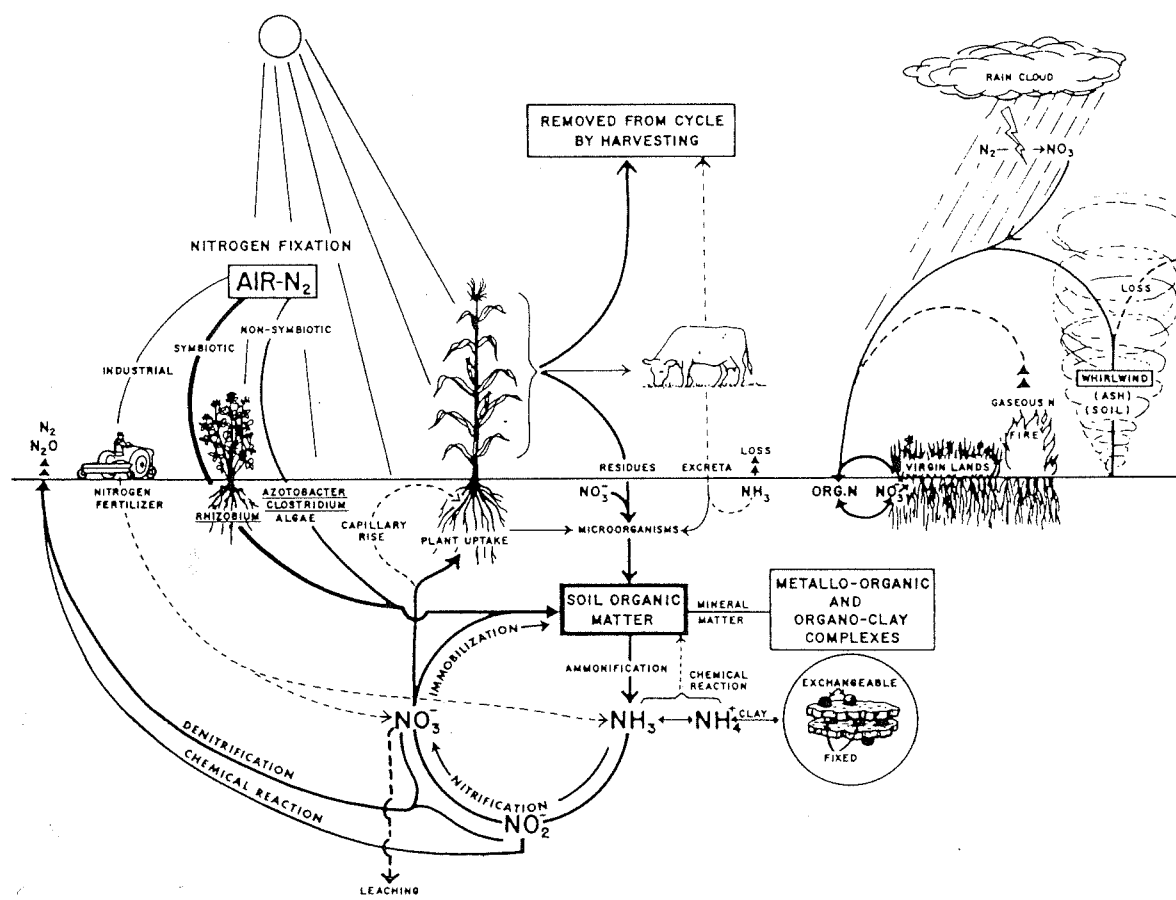 RAIN CLOUD
REMOVED FROM CYCLE
BY HARVESTING
N₂ → NO₃
NITROGEN FIXATION
AIR-N₂
NON-SYMBIOTIC
SYMBIOTIC
INDUSTRIAL
LOSS
WHIRLWIND
(ASH)
(SOIL)
GASEOUS N
FIRE
N₂
N₂O
NITROGEN
FERTILIZER
RHIZOBIUM
AZOTOBACTER
CLOSTRIDIUM
ALGAE
CAPILLARY
RISE
PLANT UPTAKE
RESIDUES
NO₃⁻
MICROORGANISMS
EXCRETA
LOSS
NH₃
ORG.N
NO₃⁻
VIRGIN LANDS
SOIL ORGANIC
MATTER
MINERAL
MATTER
METALLO-ORGANIC
AND
ORGANO-CLAY
COMPLEXES
IMMOBILIZATION
AMMONIFICATION
CHEMICAL
REACTION
NO₃⁻
NH₃
NH₄⁺
CLAY
EXCHANGEABLE
FIXED
DENITRIFICATION
CHEMICAL REACTION
NITRIFICATION
NO₂⁻
LEACHING